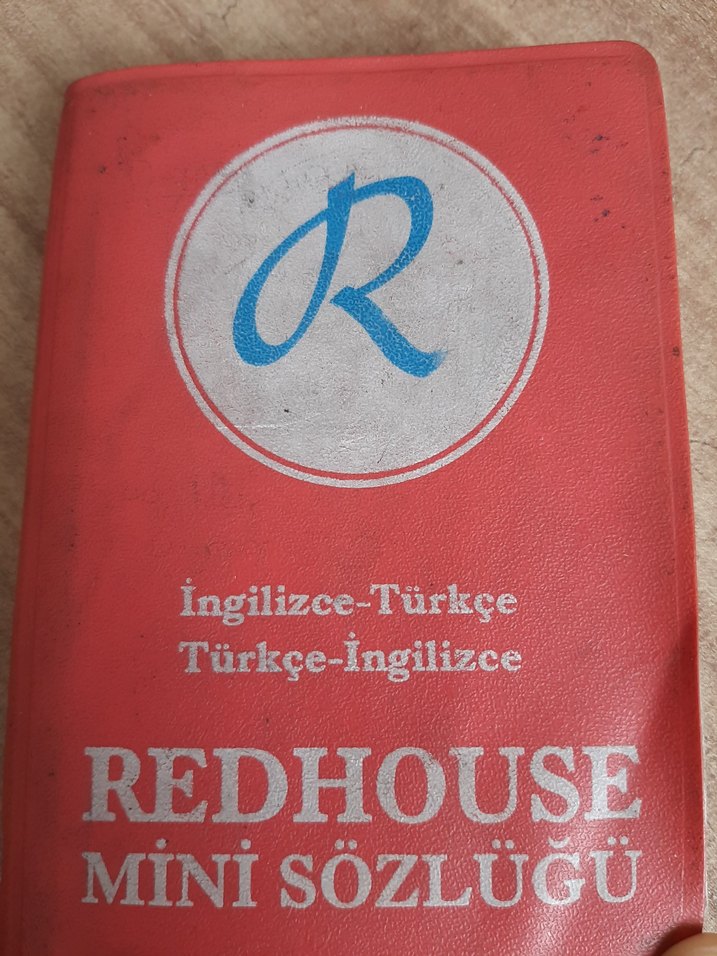 R
İngilizce-Türkçe
Türkçe-İngilizce
REDHOUSE
MİNİ SÖZLÜĞÜ